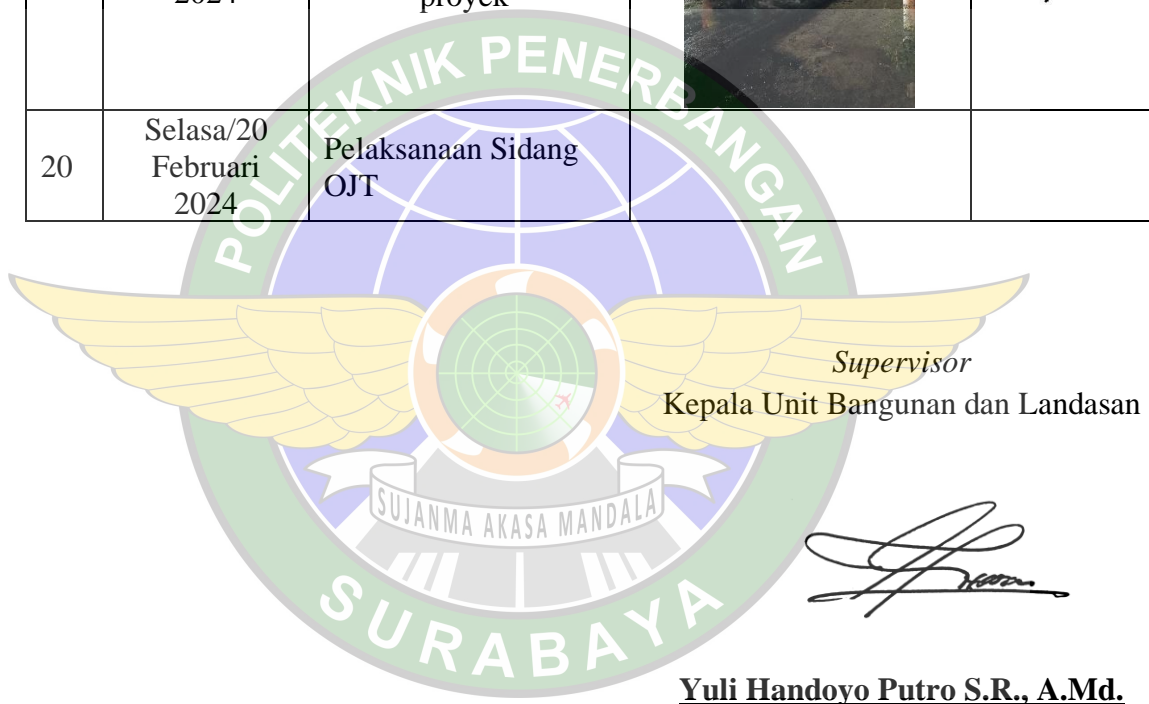 2024
proyek
20
Selasa/20
Februari
2024
Pelaksanaan Sidang
OJT
POLITEKNIK PENERBANGAN
SUJANMA AKASA MANDALA
SURABAYA
Supervisor
Kepala Unit Bangunan dan Landasan
Yuli Handoyo Putro S.R., A.Md.